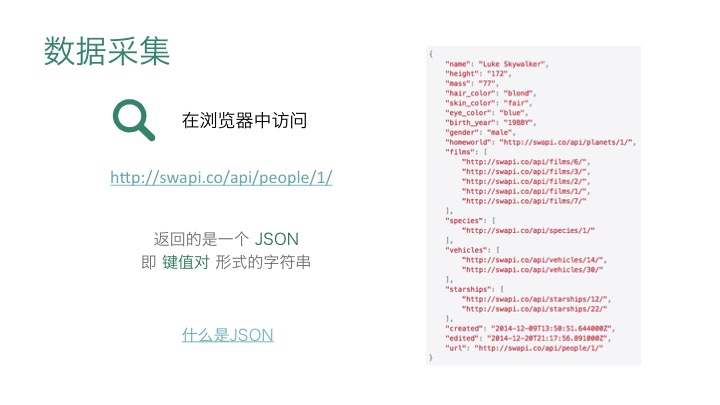 数据采集
在浏览器中访问
http://swapi.co/api/people/1/
返回的是一个 JSON
即 键值对 形式的字符串
什么是JSON
{
"name": "Luke Skywalker",
"height": "172",
"mass": "77",
"hair_color": "blond",
"skin_color": "fair",
"eye_color": "blue",
"birth_year": "19BBY",
"gender": "male",
"homeworld": "http://swapi.co/api/planets/1/",
"films": [
"http://swapi.co/api/films/6/",
"http://swapi.co/api/films/3/",
"http://swapi.co/api/films/2/",
"http://swapi.co/api/films/1/",
"http://swapi.co/api/films/7/"
],
"species": [
"http://swapi.co/api/species/1/"
],
"vehicles": [
"http://swapi.co/api/vehicles/14/",
"http://swapi.co/api/vehicles/30/"
],
"starships": [
"http://swapi.co/api/starships/12/",
"http://swapi.co/api/starships/22/"
],
"created": "2014-12-09T13:50:51.644000Z",
"edited": "2014-12-20T21:17:56.891000Z",
"url": "http://swapi.co/api/people/1/"
}